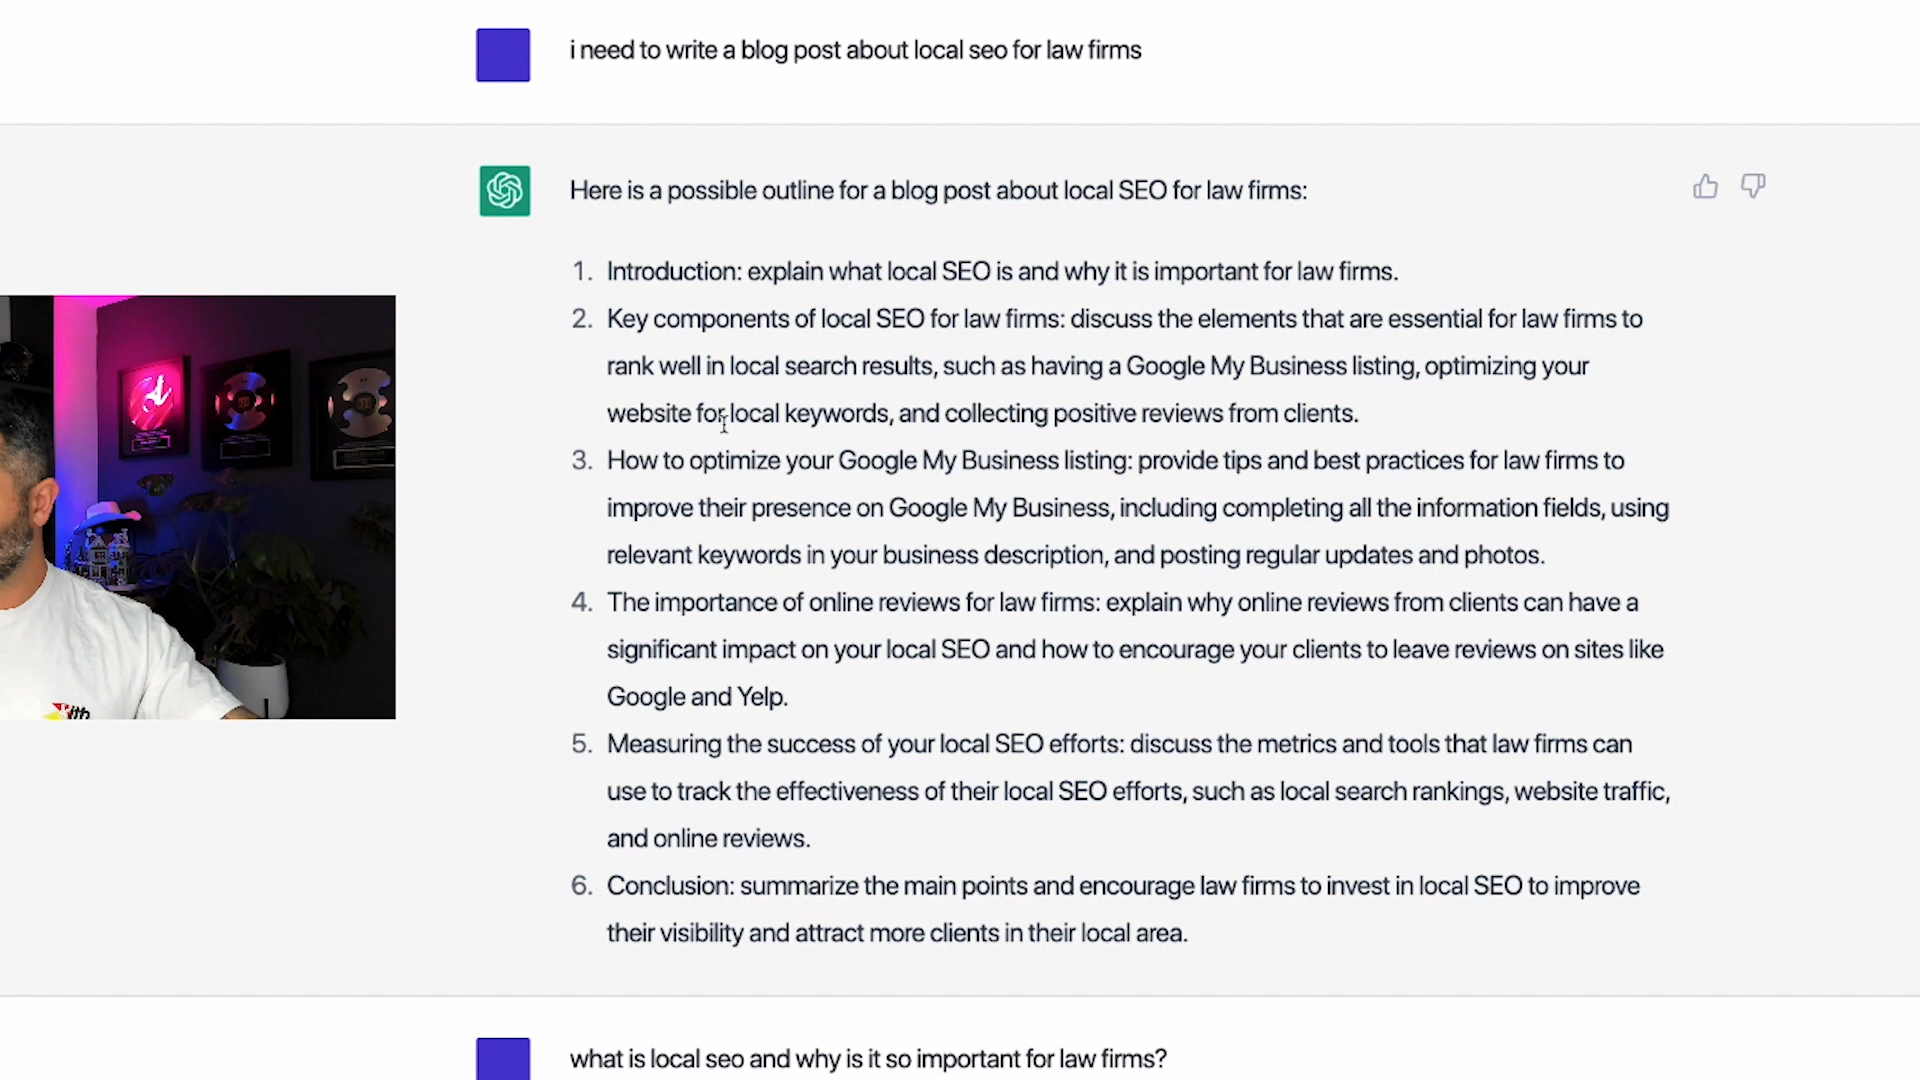 i need to write a blog post about local seo for law firms
Here is a possible outline for a blog post about local SEO for law firms:
1. Introduction: explain what local SEO is and why it is important for law firms.
2. Key components of local SEO for law firms: discuss the elements that are essential for law firms to
rank well in local search results, such as having a Google My Business listing, optimizing your
website for local keywords, and collecting positive reviews from clients.
3. How to optimize your Google My Business listing: provide tips and best practices for law firms to
improve their presence on Google My Business, including completing all the information fields, using
relevant keywords in your business description, and posting regular updates and photos.
4. The importance of online reviews for law firms: explain why online reviews from clients can have a
significant impact on your local SEO and how to encourage your clients to leave reviews on sites like
Google and Yelp.
5. Measuring the success of your local SEO efforts: discuss the metrics and tools that law firms can
use to track the effectiveness of their local SEO efforts, such as local search rankings, website traffic,
and online reviews.
6. Conclusion: summarize the main points and encourage law firms to invest in local SEO to improve
their visibility and attract more clients in their local area.
what is local seo and why is it so important for law firms?